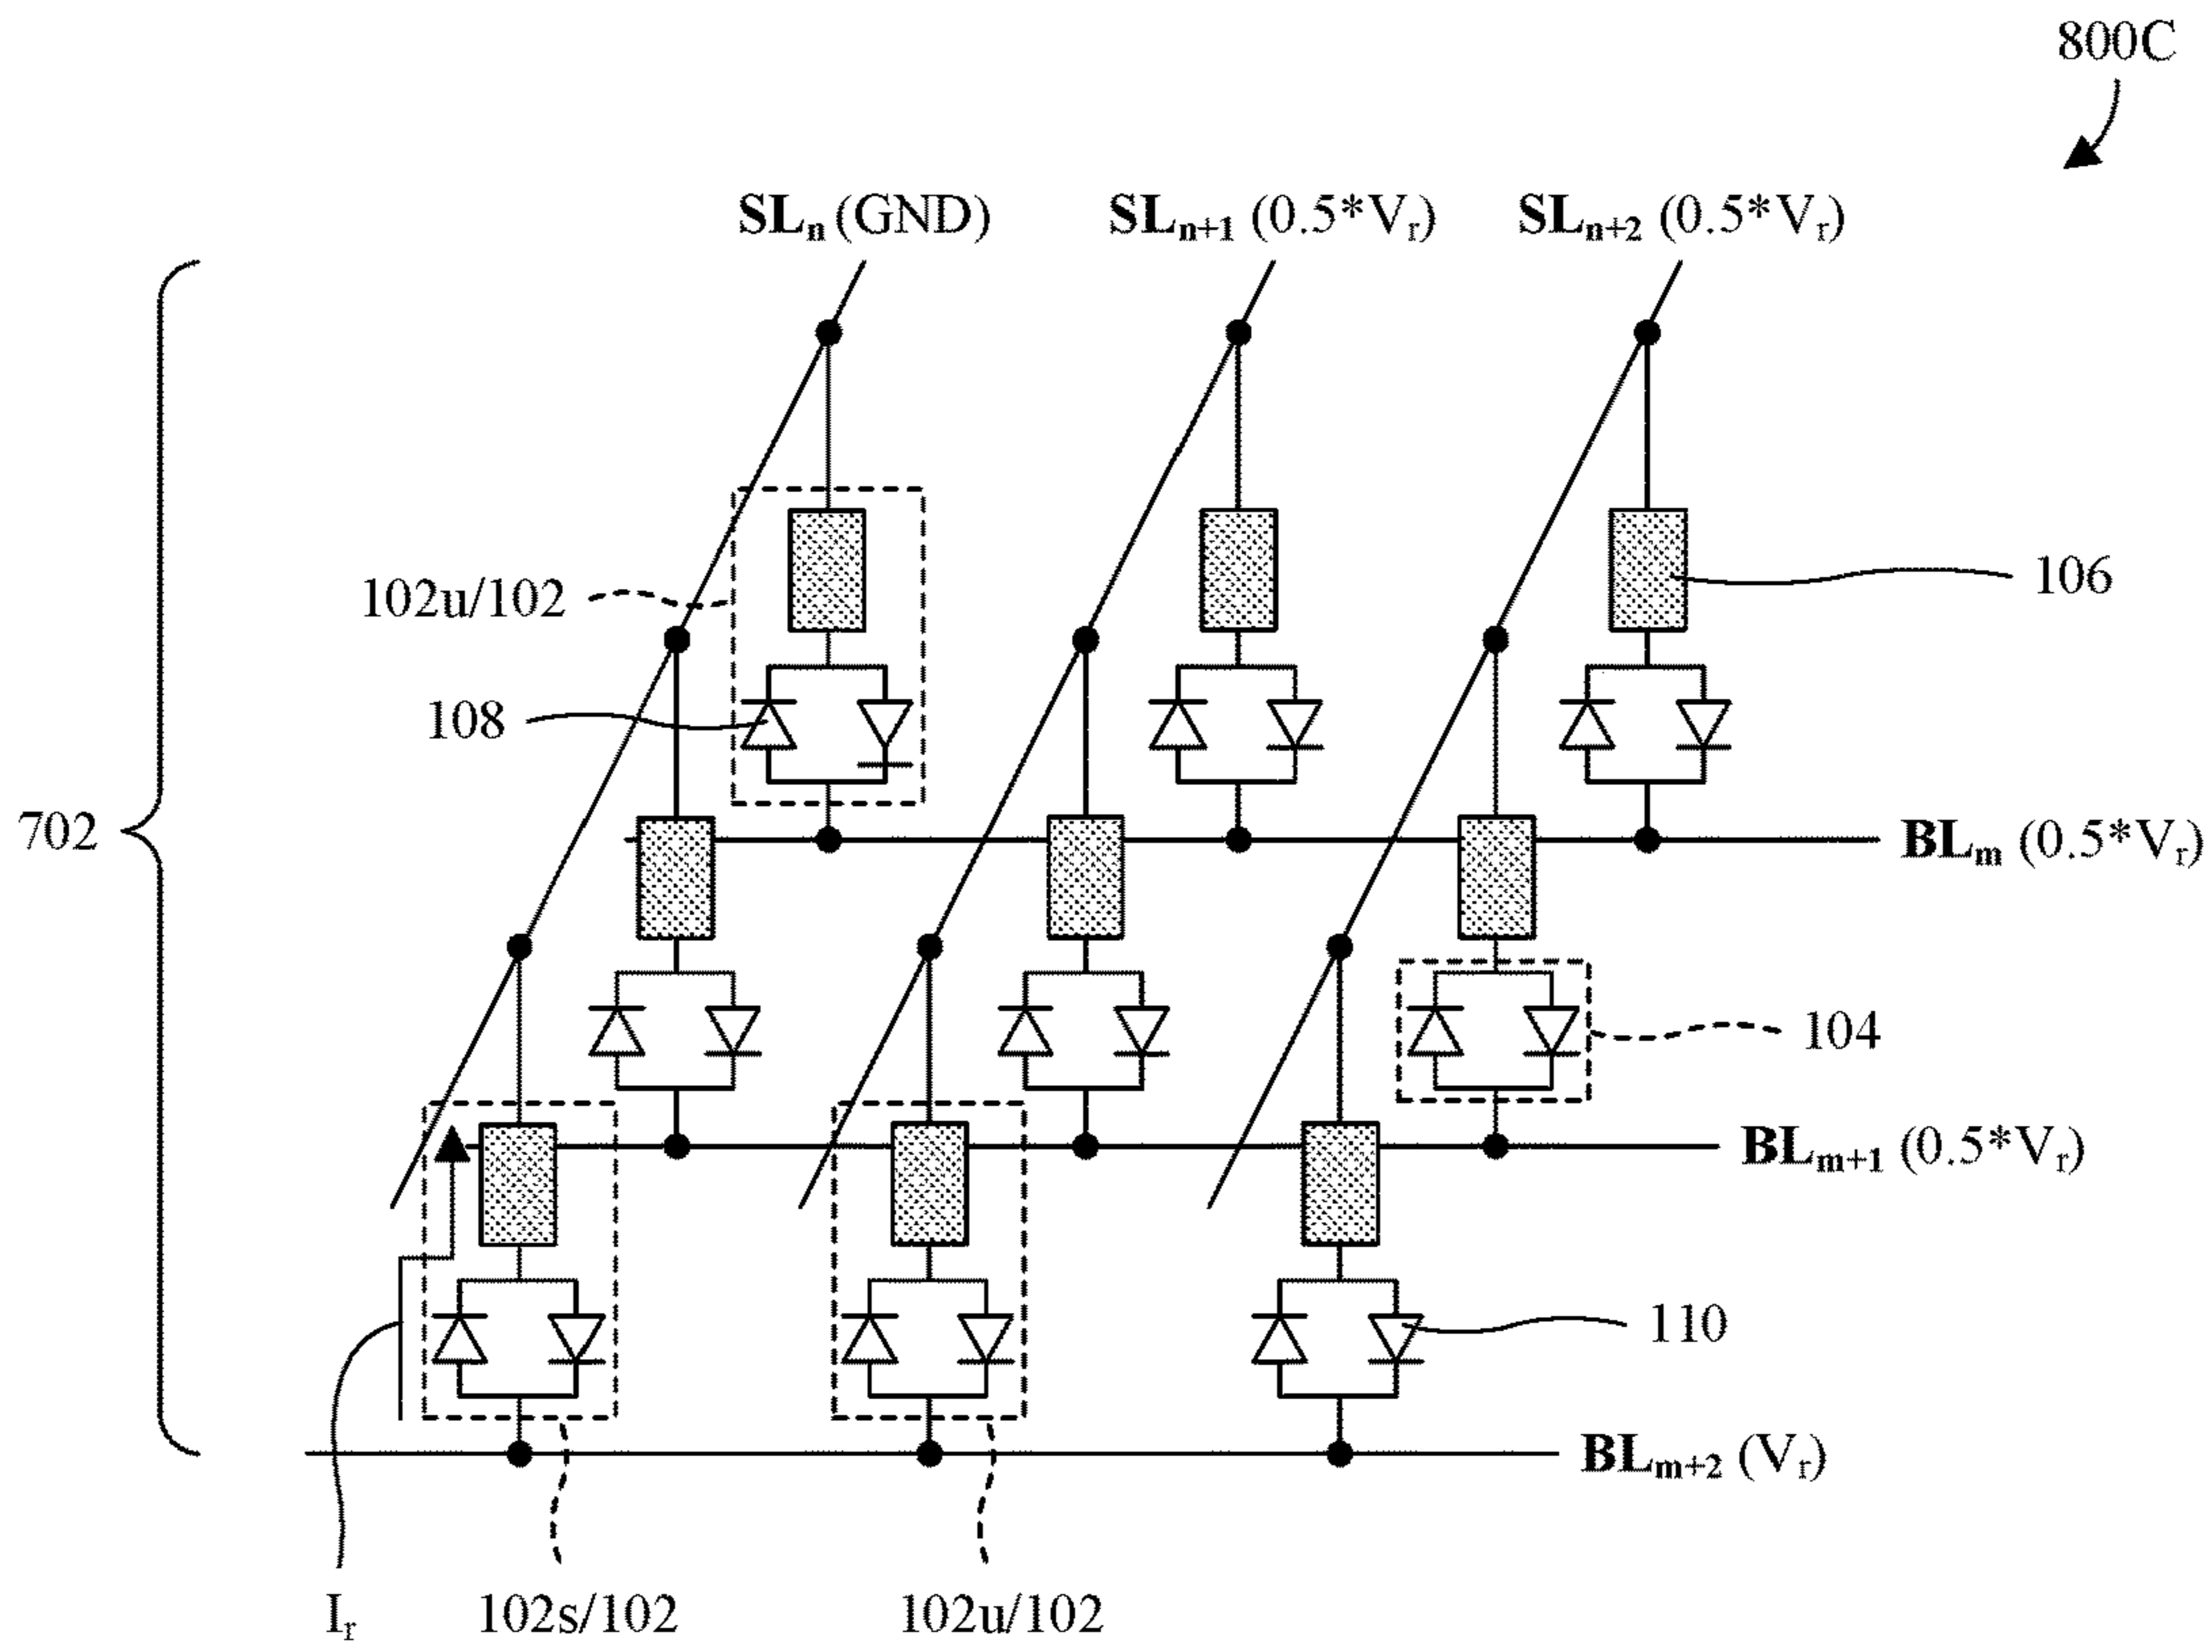 800C
SLn (GND) SLn+1 (0.5*Vr) SLn+2 (0.5*Vr)
102u/102
106
108
702
BLm (0.5*Vr)
104
BLm+1 (0.5*Vr)
110
BLm+2 (Vr)
Ir 102s/102 102u/102